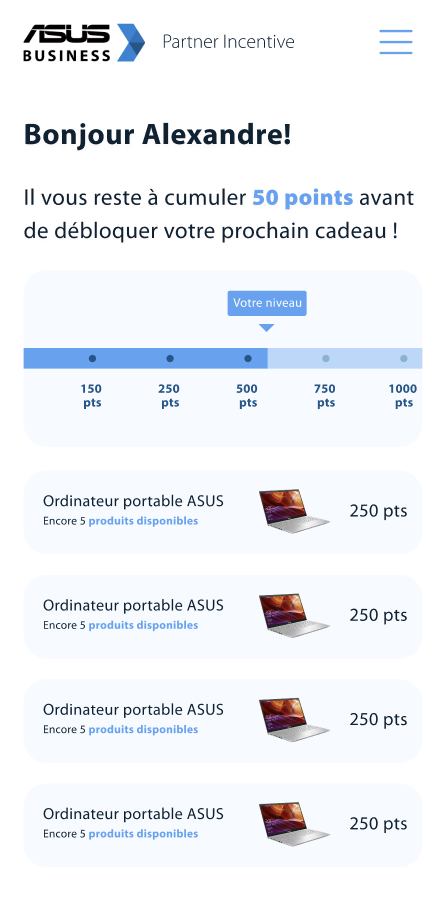 ASUS
BUSINESS
Partner Incentive
Bonjour Alexandre!
Il vous reste à cumuler 50 points avant
de débloquer votre prochain cadeau !
Votre niveau
150 pts
250 pts
500 pts
750 pts
1000 pts
Ordinateur portable ASUS
Encore 5 produits disponibles
250 pts
Ordinateur portable ASUS
Encore 5 produits disponibles
250 pts
Ordinateur portable ASUS
Encore 5 produits disponibles
250 pts
Ordinateur portable ASUS
Encore 5 produits disponibles
250 pts